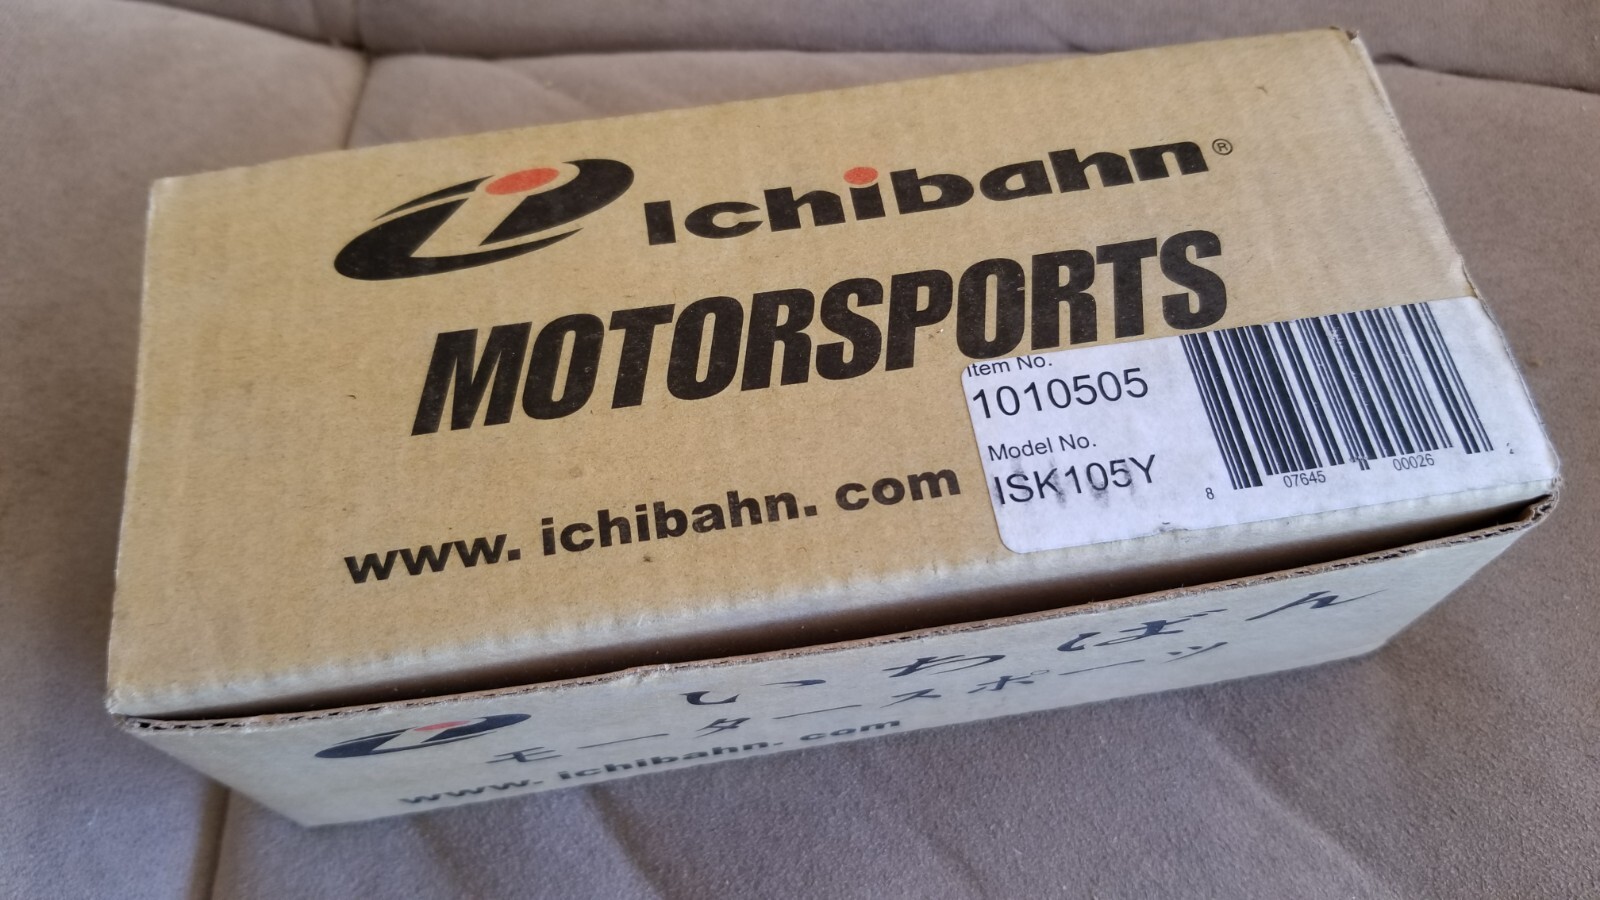 Ichibahn®
MOTORSPORTS
www. ichibahn. com
Item No.
1010505
Model No.
ISK105Y
8 07645 00026 4
いちばん
モータースポーツ
www. ichibahn. com